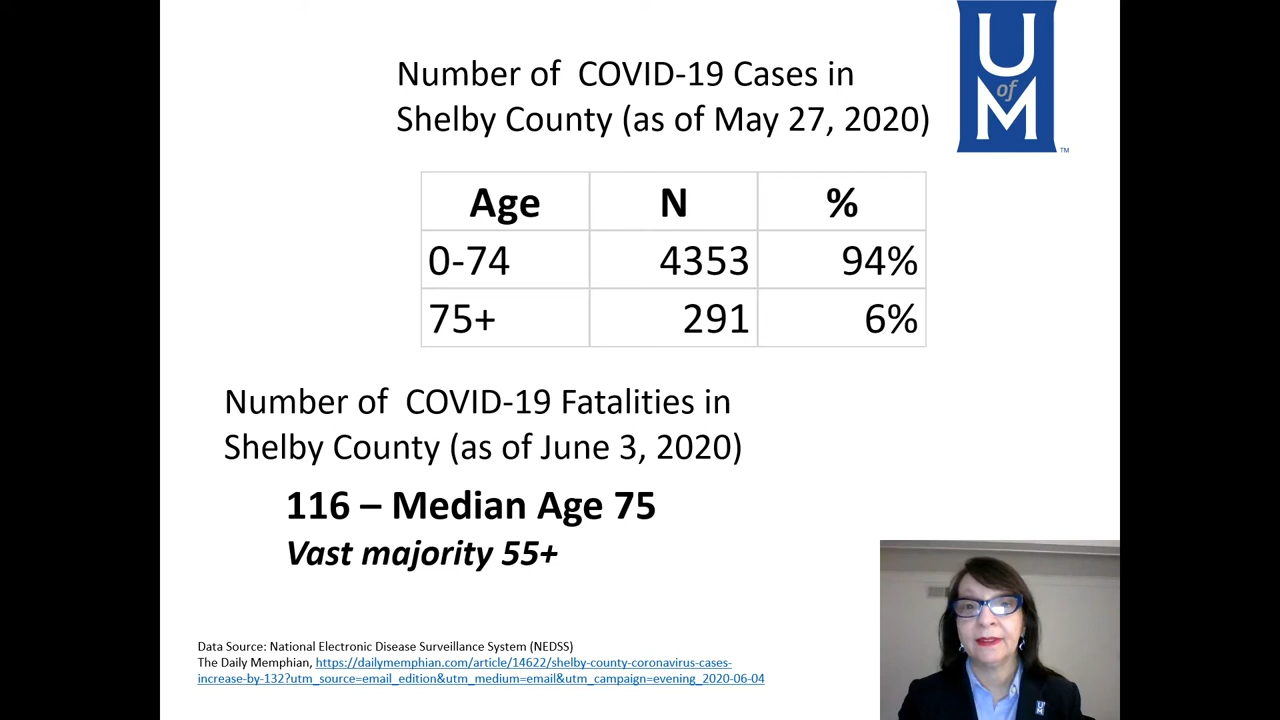 Number of  COVID-19 Cases in
Shelby County (as of May 27, 2020)
U
of
M
TM
Age N %
0-74 4353 94%
75+ 291 6%
Number of  COVID-19 Fatalities in
Shelby County (as of June 3, 2020)
116 – Median Age 75
Vast majority 55+
Data Source: National Electronic Disease Surveillance System (NEDSS)
The Daily Memphian, https://dailymemphian.com/article/14622/shelby-county-coronavirus-cases-
increase-by-132?utm_source=email_edition&utm_medium=email&utm_campaign=evening_2020-06-04
U
M